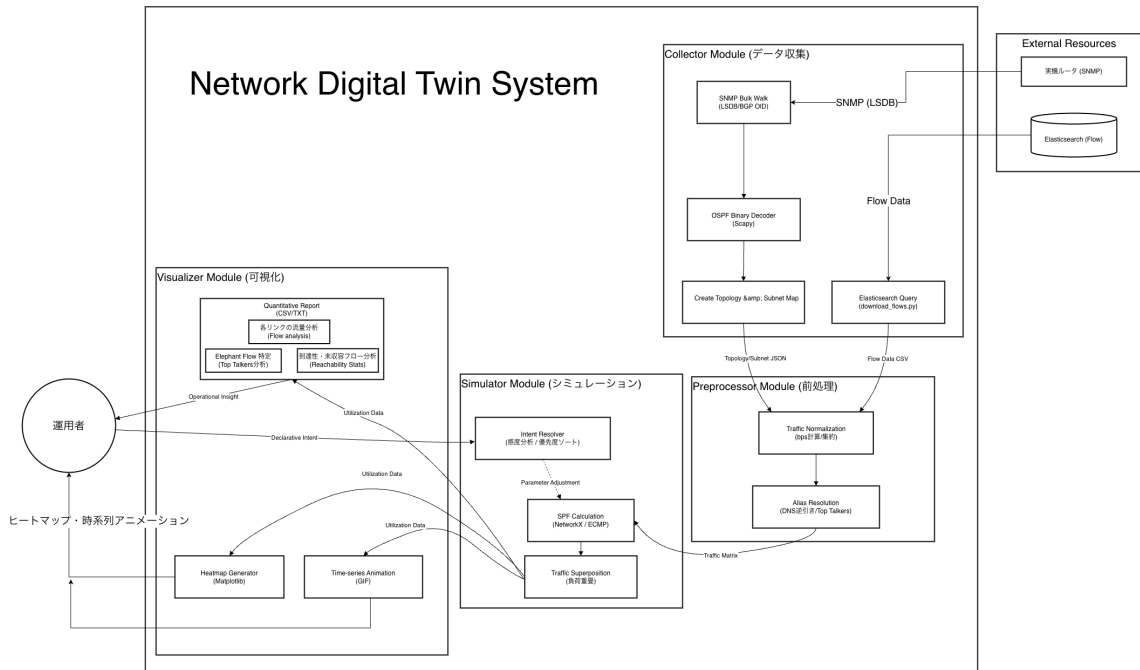 Network Digital Twin System
External Resources
実機ルータ (SNMP)
Elasticsearch (Flow)
Collector Module (データ収集)
SNMP Bulk Walk
(LSDB/BGP OID)
SNMP (LSDB)
Flow Data
OSPF Binary Decoder
(Scapy)
Create Topology &amp; Subnet Map
Elasticsearch Query
(download_flows.py)
Topology/Subnet JSON
Flow Data CSV
Visualizer Module (可視化)
Quantitative Report
(CSV/TXT)
各リンクの流量分析
(Flow analysis)
Elephant Flow 特定
(Top Talkers分析)
到達性・未収容フロー分析
(Reachability Stats)
Operational Insight
Utilization Data
運用者
Declarative Intent
Simulator Module (シミュレーション)
Intent Resolver
(感度分析 / 優先度ソート)
Parameter Adjustment
Preprocessor Module (前処理)
Traffic Normalization
(bps計算/集約)
Alias Resolution
(DNS逆引き/Top Talkers)
Utilization Data
Utilization Data
SPF Calculation
(NetworkX / ECMP)
Traffic Matrix
ヒートマップ・時系列アニメーション
Heatmap Generator
(Matplotlib)
Time-series Animation
(GIF)
Traffic Superposition
(負荷重畳)